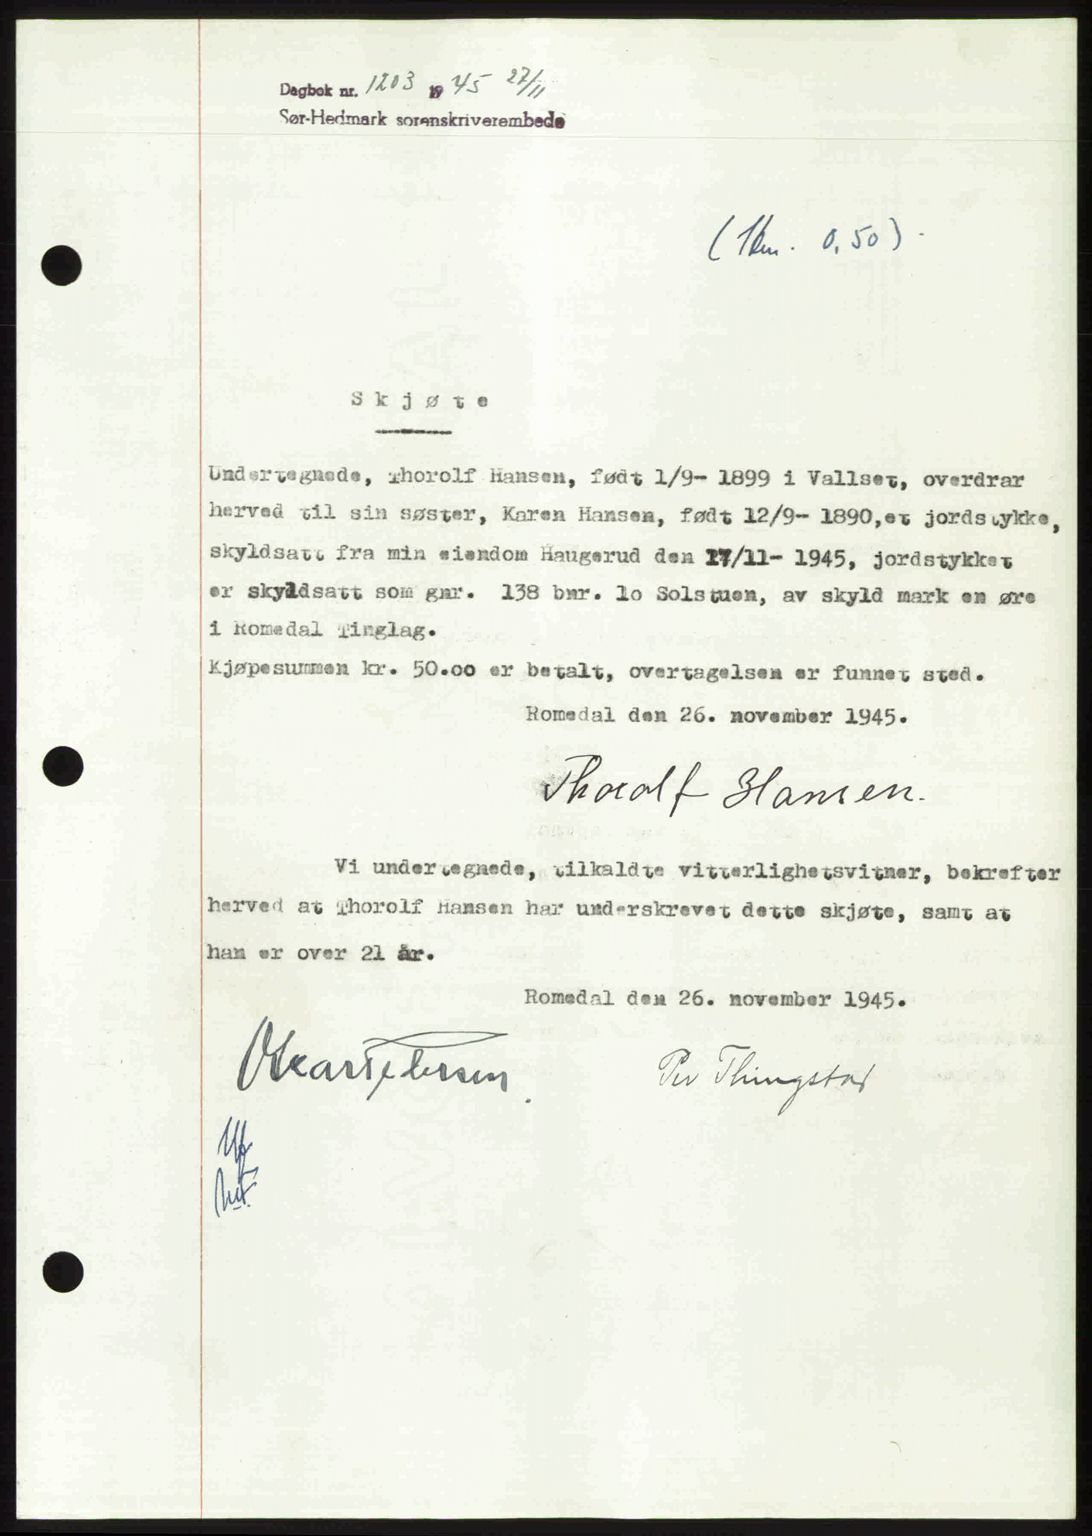 Dagbok nr. 1203 19 45 27/11
Sør-Hedmark sorenskriverembede
( . 0,50)
Skjøte
Undertegnede, Thorolf Hansen, født 1/9- 1899 i Vallset, overdrar
herved til sin søster, Karen Hansen, født 12/9- 1890,et jordstykke,
skyldsatt fra min eiendom Haugerud den 17/11- 1945, jordstykket
er skyldsatt som gnr. 138 bnr. 10 Solstuen, av skyld mark en øre
i Romedal Tinglag.
Kjøpesummen kr. 50.00 er betalt, overtagelsen er funnet sted.
Romedal den 26. november 1945.
Thorolf Hansen.
Vi undertegnede, tilkaldte vitterlighetsvitner, bekrefter
herved at Thorolf Hansen har underskrevet dette skjøte, samt at
han er over 21 år.
Romedal den 26. november 1945.
Oskar Petersen. Per Thingstad